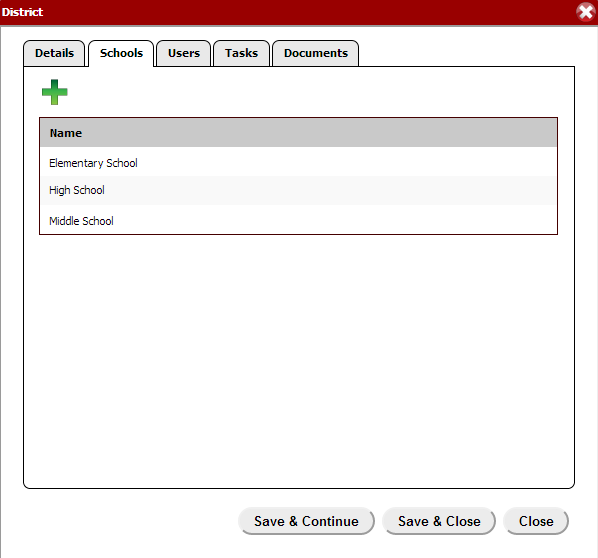 District
Details Schools Users Tasks Documents
Name
Elementary School
High School
Middle School
Save & Continue Save & Close Close